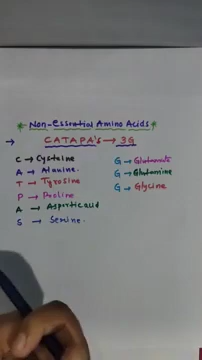 Non-Essential Amino Acids
→ CATAPA's → 3G
C → Cysteine
A → Alanine.
T → Tyrosine
P → Proline
A → Asparticacid
S → Serine.
G → Glutamate
G → Glutamine
G → Glycine